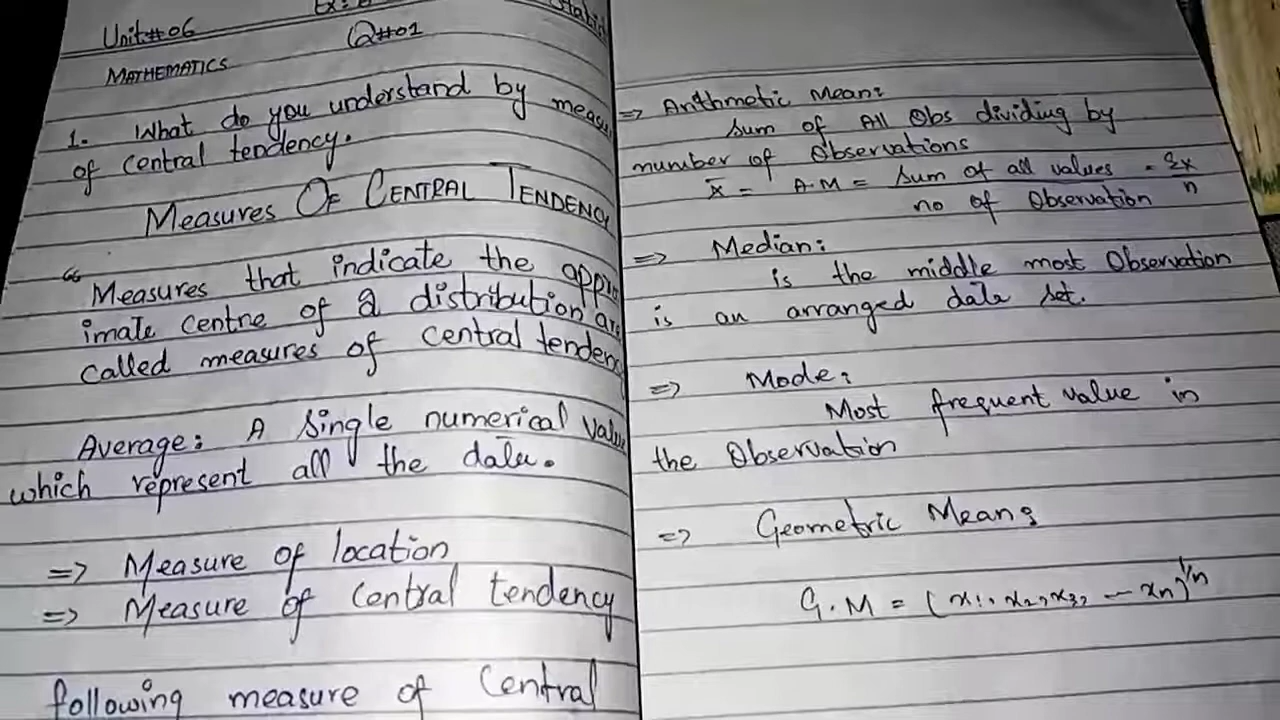 Unit#06
Q#01
MATHEMATICS
1. What do you understand by measu
of central tendency.
MEASURES OF CENTRAL TENDENCY
“ Measures that indicate the appro
imate centre of a distribution are
called measures of central tendenc
Average: A single numerical value
which represent all the data.
=> Measure of location
=> Measure of central tendency
following measure of Central
=> Arithmetic Mean:
Sum of All Obs dividing by
number of Observations
x̄ = A.M = Sum of all values = Σx
no of Observation n
=> Median:
is the middle most Observation
is an arranged data set.
=> Mode:
Most frequent value in
the Observation
=> Geometric Mean:
G.M = (x1, x2, x3, — xn)^1/n